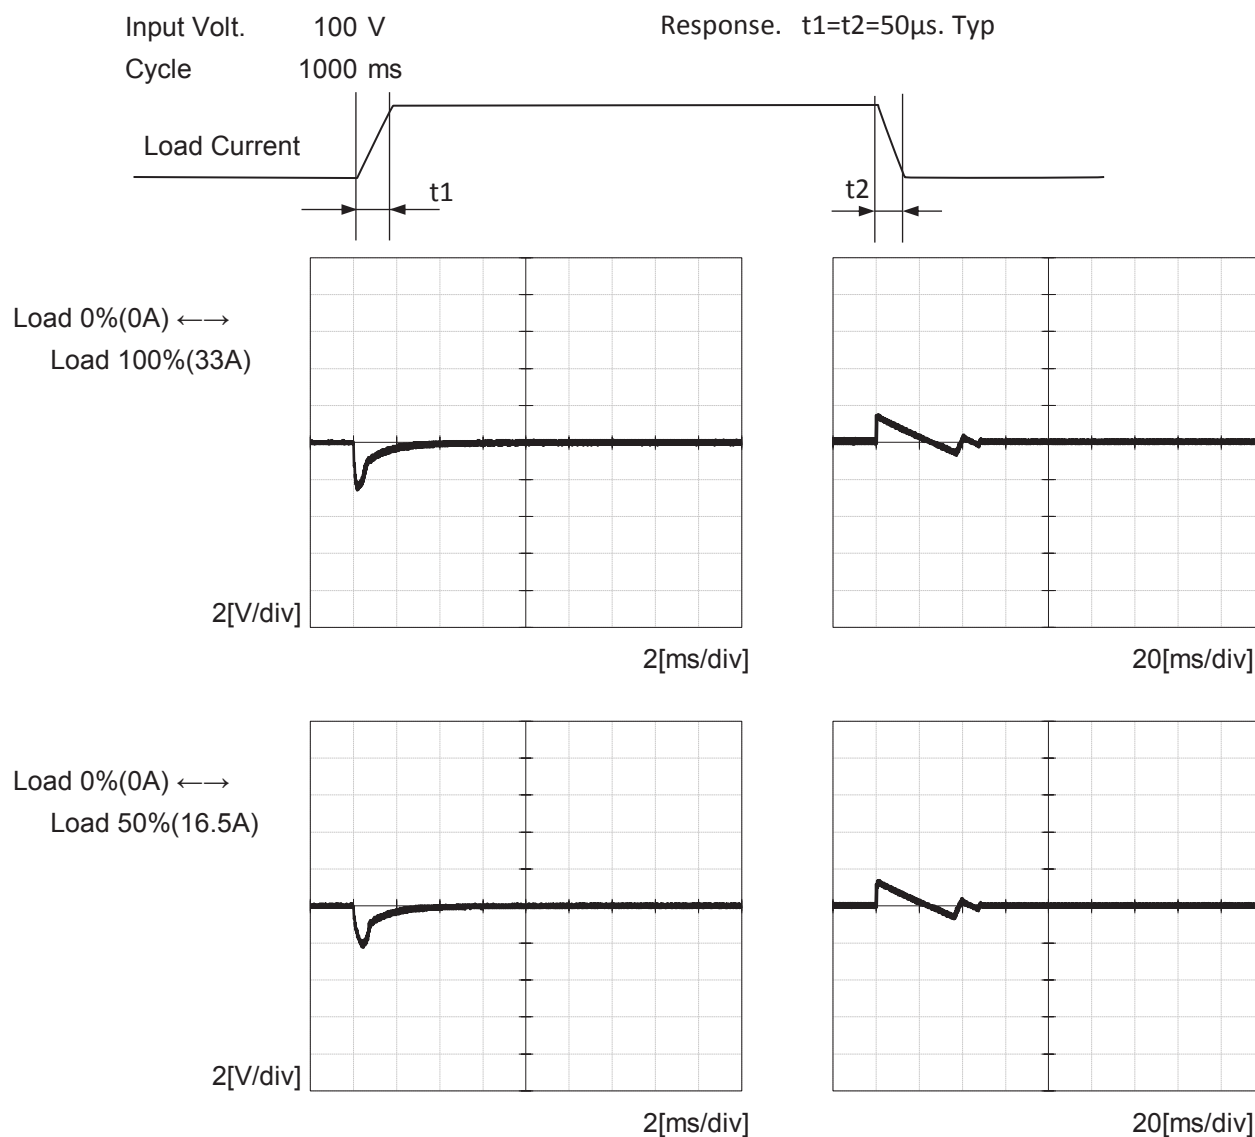 Input Volt. 100 V Response. t1=t2=50µs. Typ
Cycle 1000 ms
Load Current
t1
t2
Load 0%(0A) ←→
Load 100%(33A)
2[V/div]
2[ms/div] 20[ms/div]
Load 0%(0A) ←→
Load 50%(16.5A)
2[V/div]
2[ms/div] 20[ms/div]